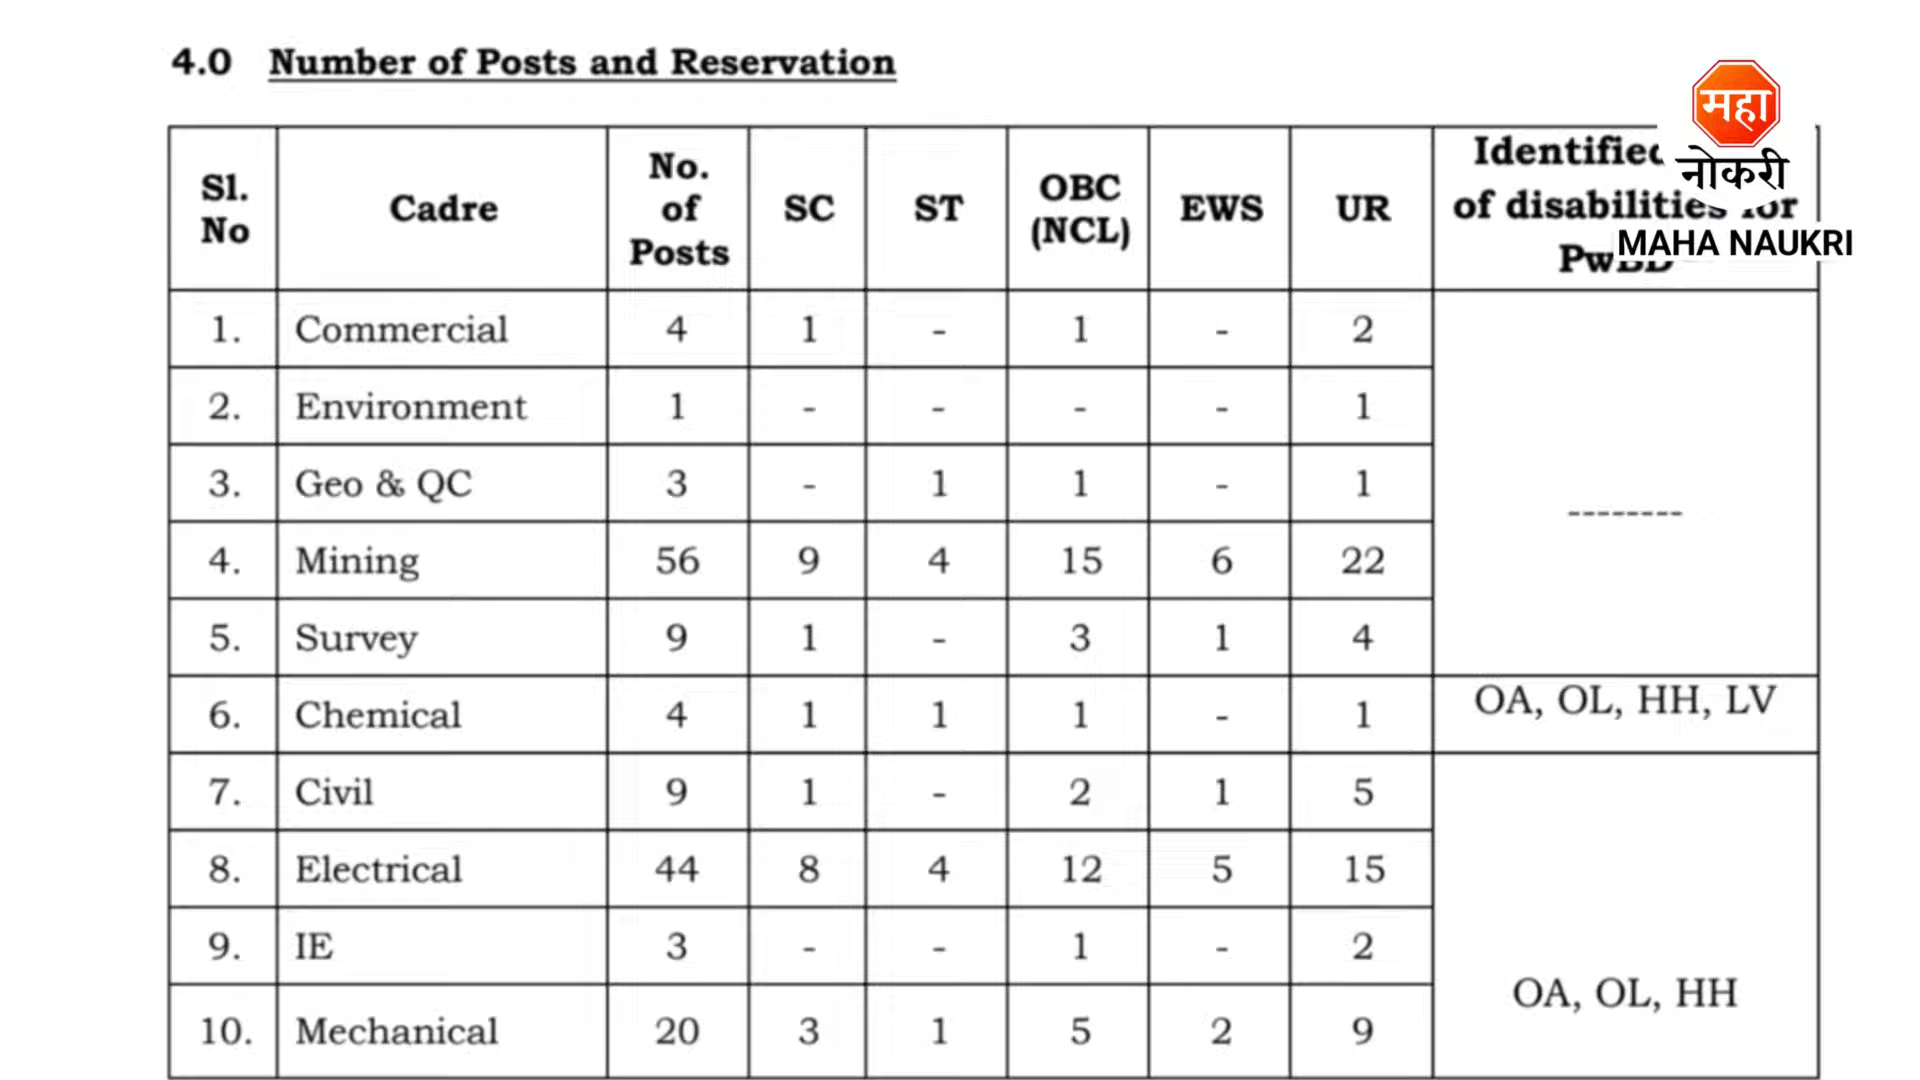 4.0 Number of Posts and Reservation
महा
नोकरी
MAHA NAUKRI
Sl. No Cadre No. of Posts SC ST OBC (NCL) EWS UR of disabilities for
1. Commercial 4 1 - 1 - 2
2. Environment 1 - - - - 1
3. Geo & QC 3 - 1 1 - 1
--------
4. Mining 56 9 4 15 6 22
5. Survey 9 1 - 3 1 4
6. Chemical 4 1 1 1 - 1 OA, OL, HH, LV
7. Civil 9 1 - 2 1 5
8. Electrical 44 8 4 12 5 15
9. IE 3 - - 1 - 2
OA, OL, HH
10. Mechanical 20 3 1 5 2 9